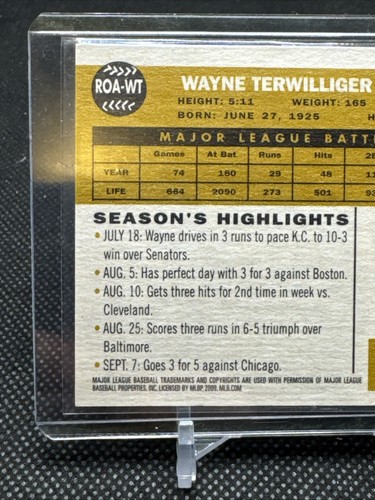 ROA-WT
WAYNE TERWILLIGER
HEIGHT: 5:11 WEIGHT: 165
BORN: JUNE 27, 1925 H
MAJOR LEAGUE BATT
Games At Bat Runs Hits 2B
YEAR 74 180 29 48 11
LIFE 664 2090 273 501 93
SEASON'S HIGHLIGHTS
• JULY 18: Wayne drives in 3 runs to pace K.C. to 10-3
win over Senators.
• AUG. 5: Has perfect day with 3 for 3 against Boston.
• AUG. 10: Gets three hits for 2nd time in week vs.
Cleveland.
• AUG. 25: Scores three runs in 6-5 triumph over
Baltimore.
• SEPT. 7: Goes 3 for 5 against Chicago.
MAJOR LEAGUE BASEBALL TRADEMARKS AND COPYRIGHTS ARE USED WITH PERMISSION OF MAJOR LEAGUE
BASEBALL PROPERTIES, INC. LICENSED BY MLBP, 2009. MLB.COM